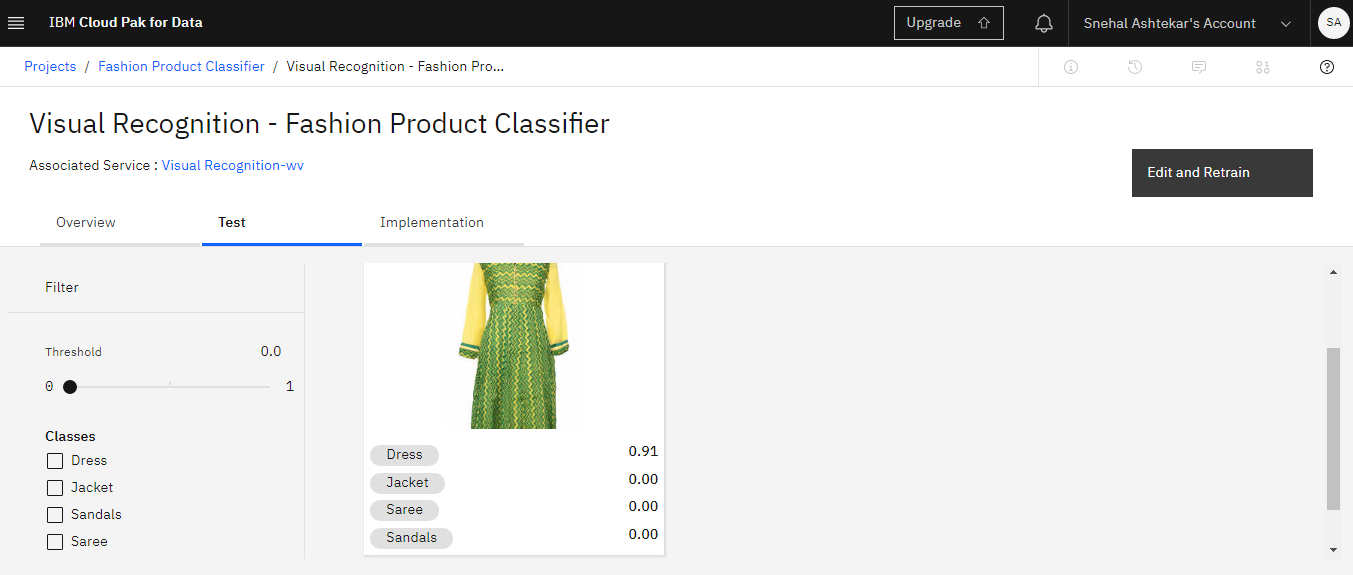 IBM Cloud Pak for Data
Upgrade
Snehal Ashtekar's Account
SA
Projects / Fashion Product Classifier / Visual Recognition - Fashion Pro...
Visual Recognition - Fashion Product Classifier
Associated Service : Visual Recognition-wv
Edit and Retrain
Overview
Test
Implementation
Filter
Threshold 0.0
0 1
Classes
Dress
Jacket
Sandals
Saree
Dress 0.91
Jacket 0.00
Saree 0.00
Sandals 0.00